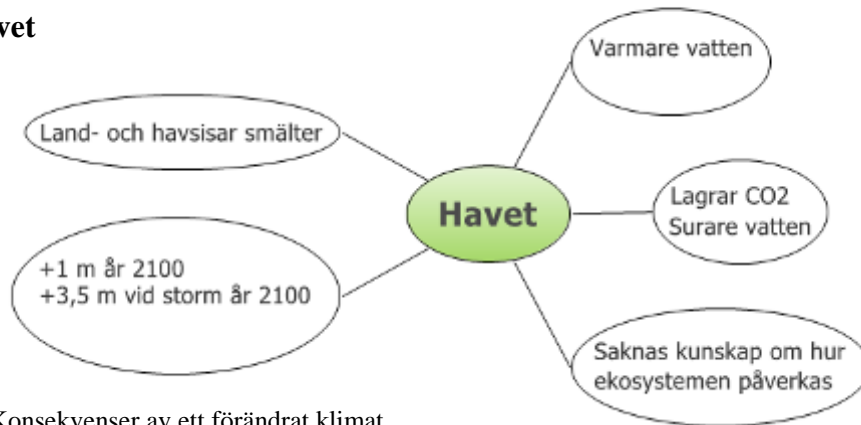 vet
Varmare vatten
Land- och havsisar smälter
Lagrar CO2
Surare vatten
Havet
+1 m år 2100
+3,5 m vid storm år 2100
Saknas kunskap om hur
ekosystemen påverkas
Konsekvenser av ett förändrat klimat